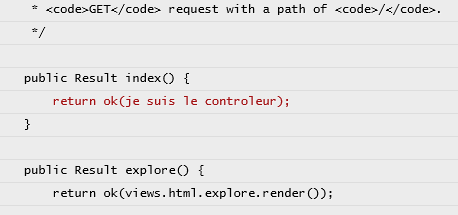 * <code>GET</code> request with a path of <code>/</code>.
*/
public Result index() {
return ok(je suis le controleur);
}
public Result explore() {
return ok(views.html.explore.render());